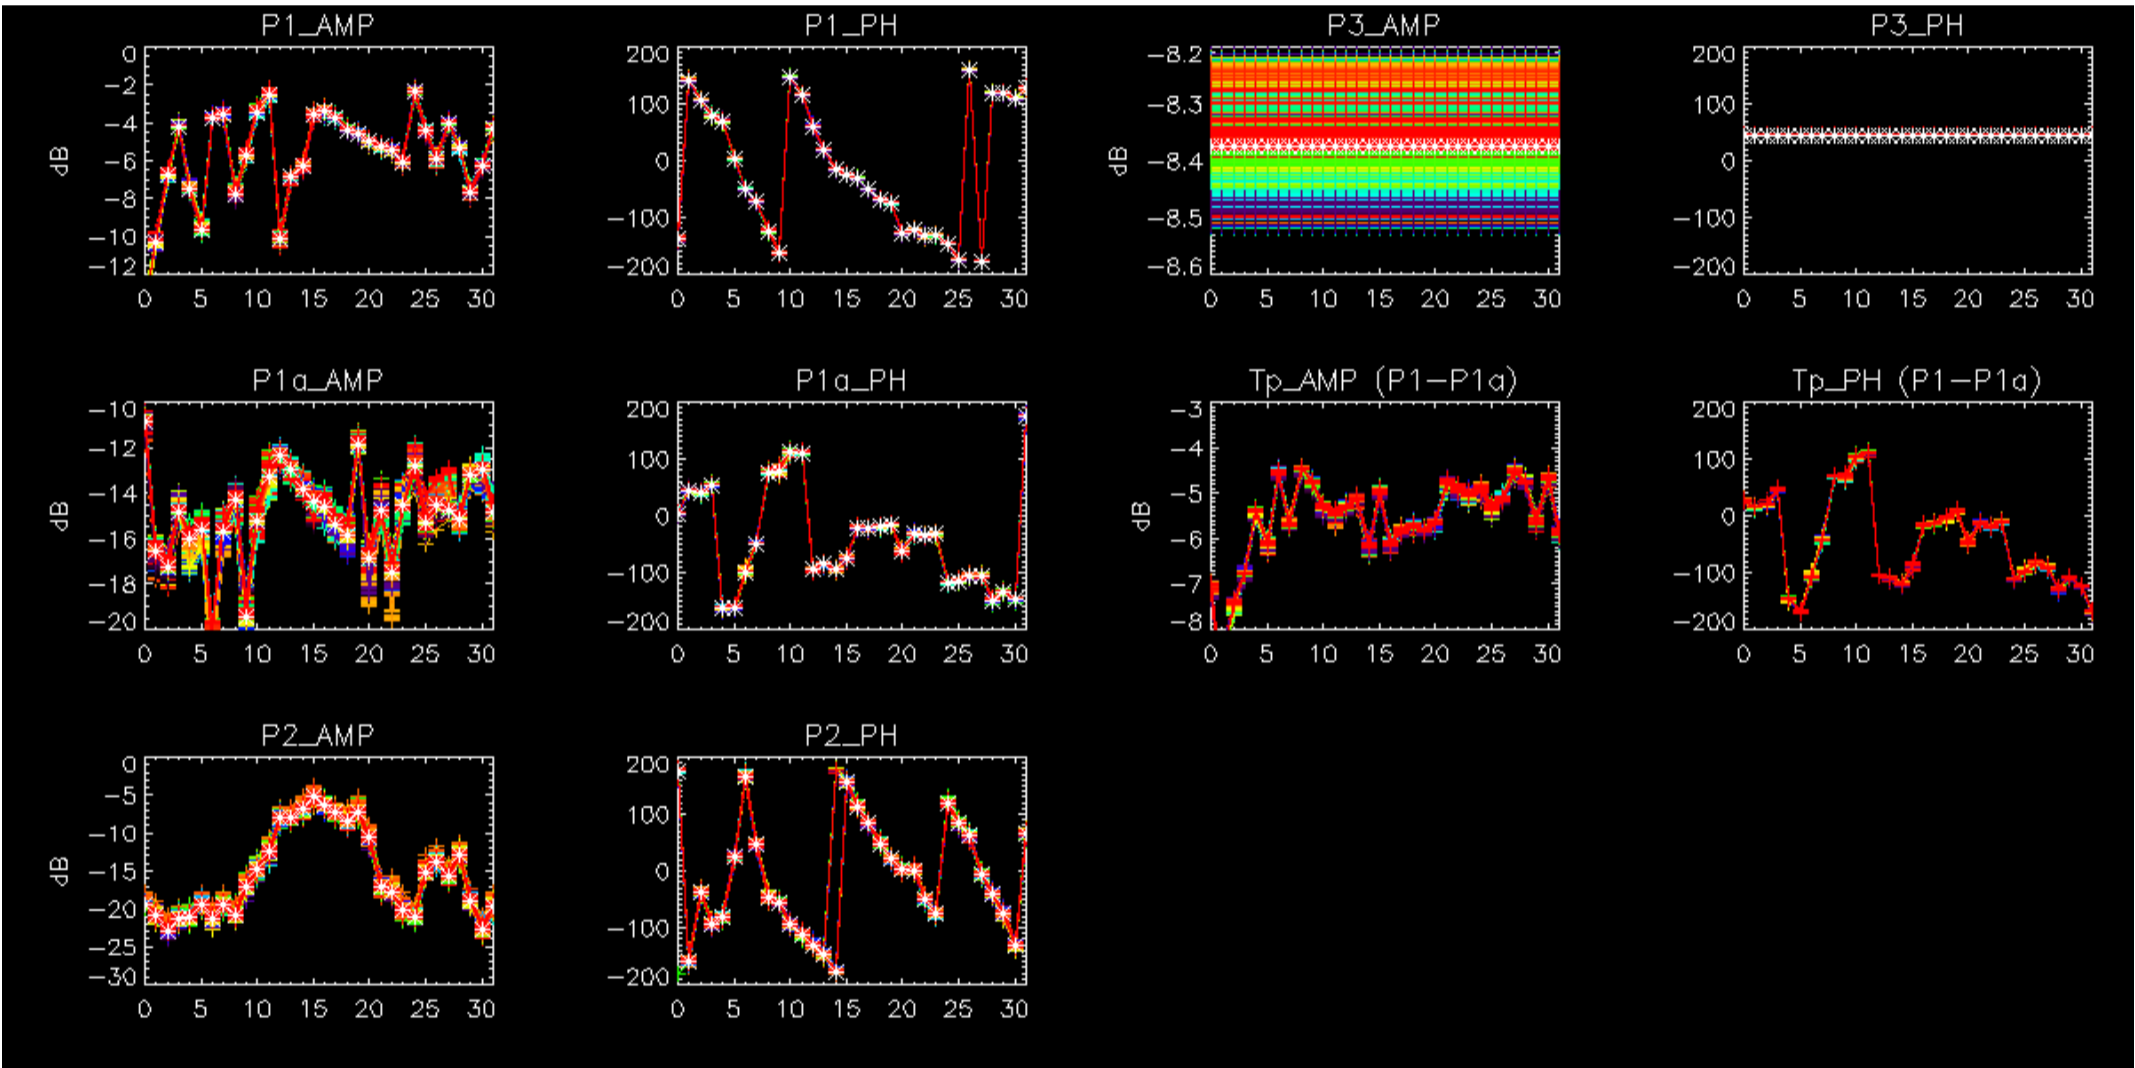 P1_AMP
dB
0
−2
−4
−6
−8
−10
−12
0 5 10 15 20 25 30
P1_PH
200
100
0
−100
−200
0 5 10 15 20 25 30
P3_AMP
dB
−8.2
−8.3
−8.4
−8.5
−8.6
0 5 10 15 20 25 30
P3_PH
200
100
0
−100
−200
0 5 10 15 20 25 30
P1a_AMP
dB
−10
−12
−14
−16
−18
−20
0 5 10 15 20 25 30
P1a_PH
200
100
0
−100
−200
0 5 10 15 20 25 30
Tp_AMP (P1−P1a)
dB
−3
−4
−5
−6
−7
−8
0 5 10 15 20 25 30
Tp_PH (P1−P1a)
200
100
0
−100
−200
0 5 10 15 20 25 30
P2_AMP
dB
0
−5
−10
−15
−20
−25
−30
0 5 10 15 20 25 30
P2_PH
200
100
0
−100
−200
0 5 10 15 20 25 30